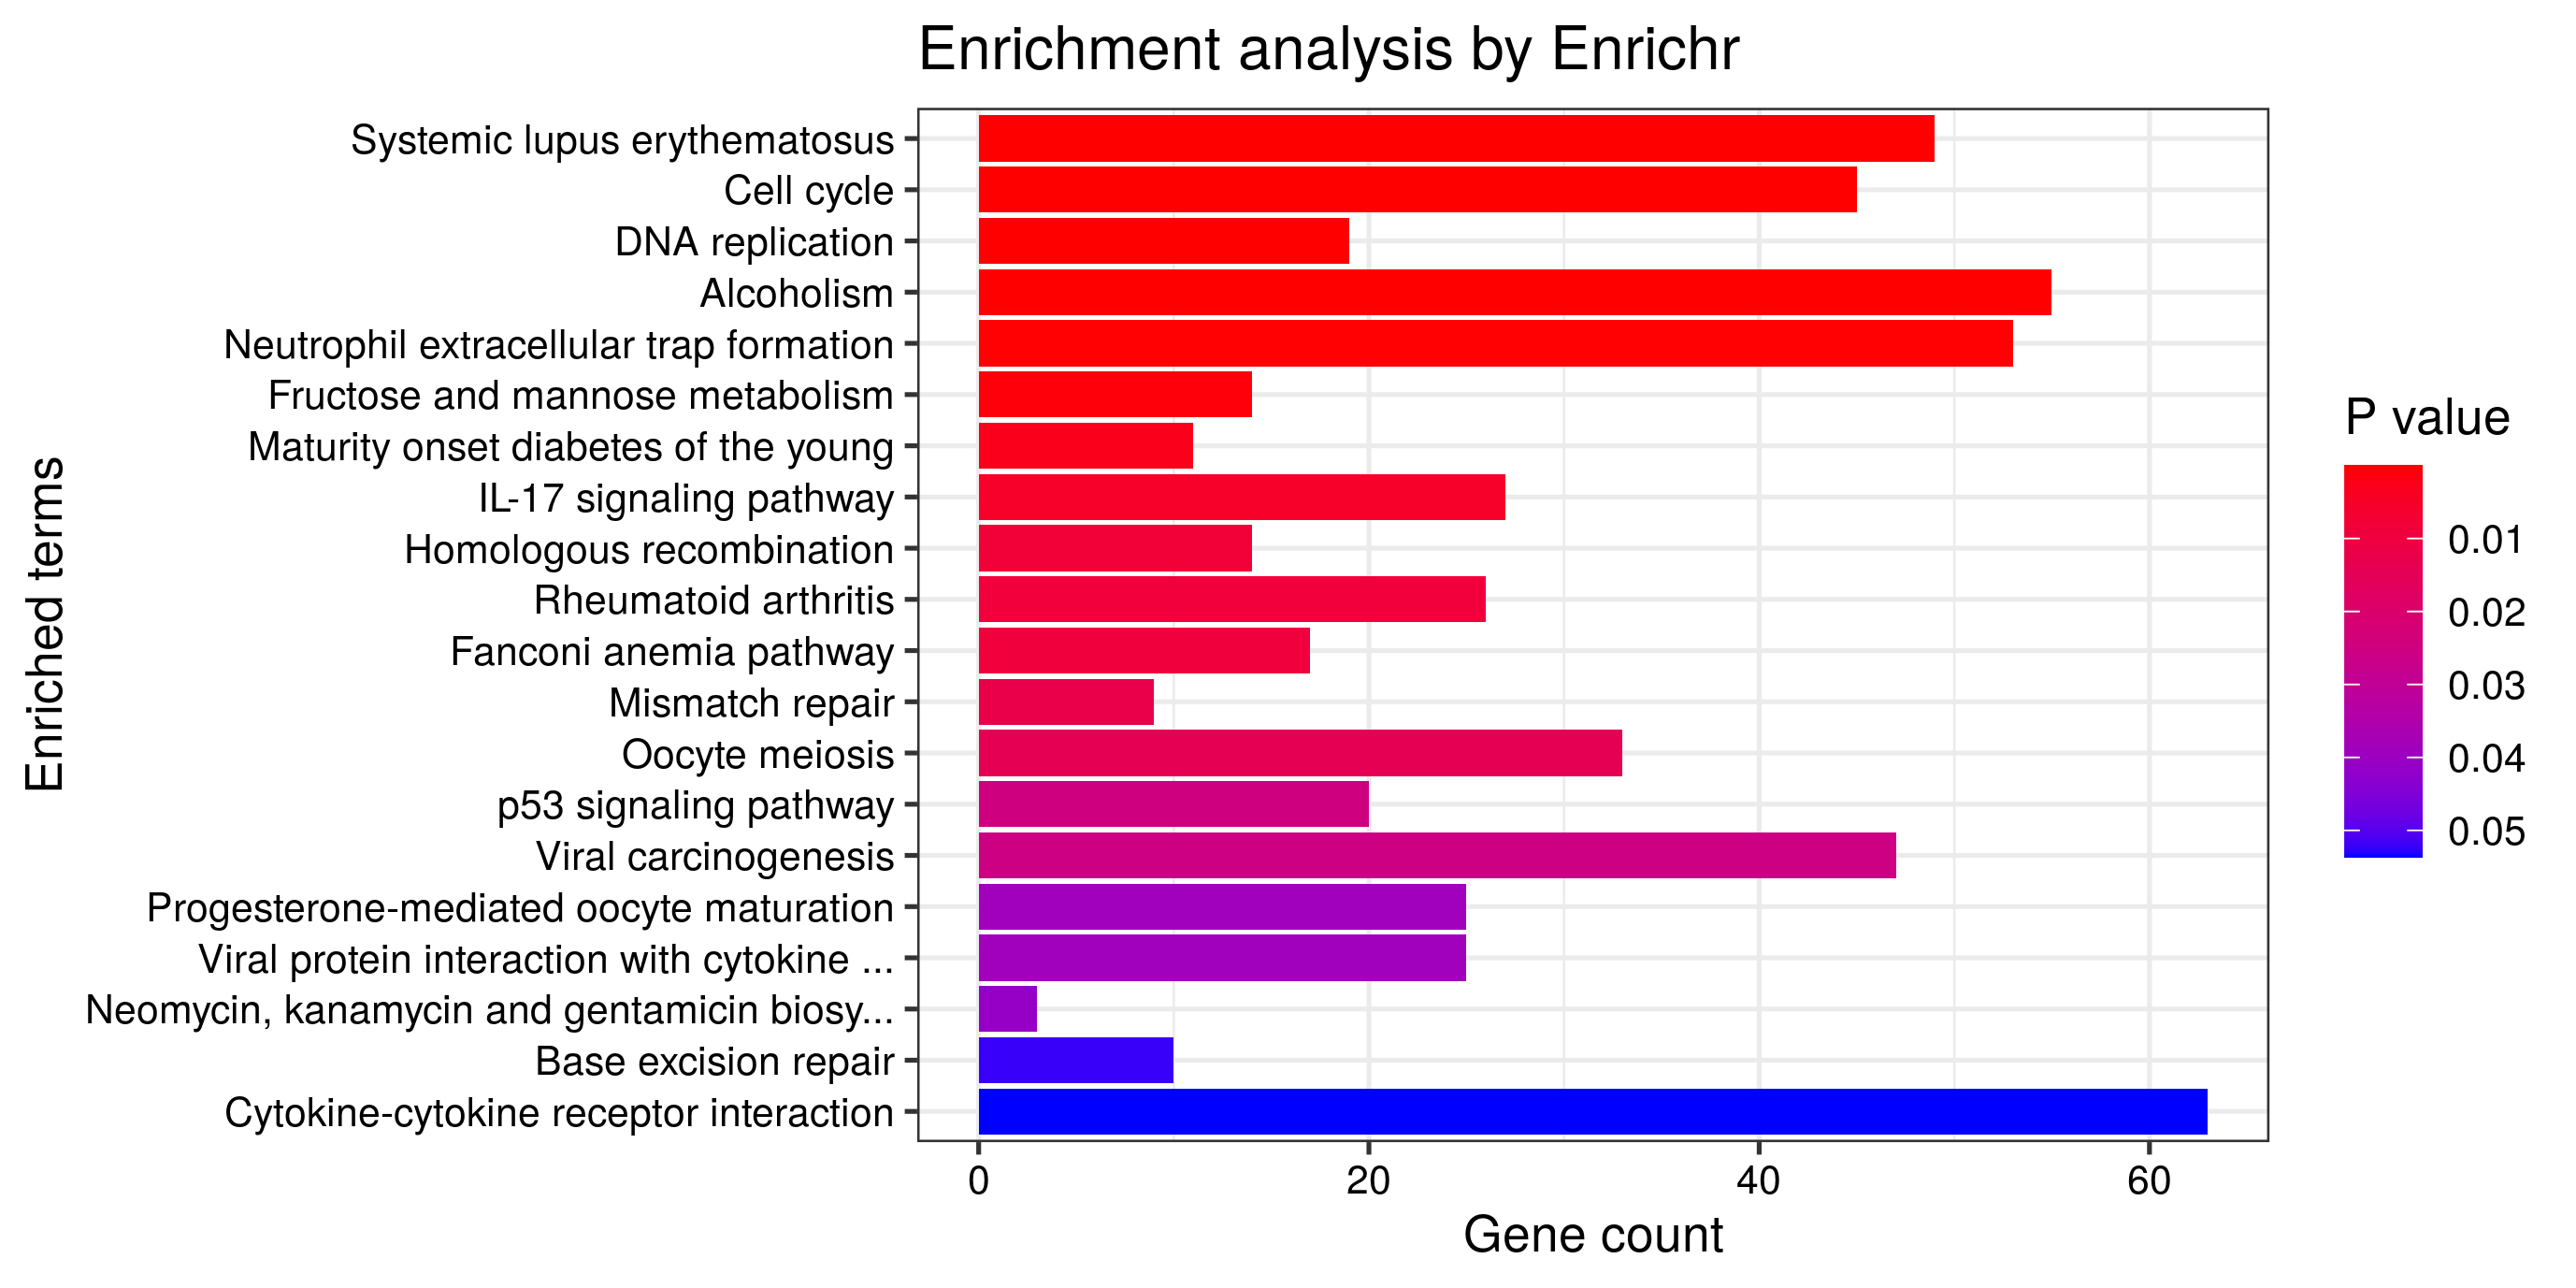 Enrichment analysis by Enrichr
Systemic lupus erythematosus
Cell cycle
DNA replication
Alcoholism
Neutrophil extracellular trap formation
Fructose and mannose metabolism
Maturity onset diabetes of the young
IL-17 signaling pathway
Homologous recombination
Rheumatoid arthritis
Fanconi anemia pathway
Mismatch repair
Oocyte meiosis
p53 signaling pathway
Viral carcinogenesis
Progesterone-mediated oocyte maturation
Viral protein interaction with cytokine ...
Neomycin, kanamycin and gentamicin biosy...
Base excision repair
Cytokine-cytokine receptor interaction
Enriched terms
0 20 40 60
Gene count
P value
0.01
0.02
0.03
0.04
0.05